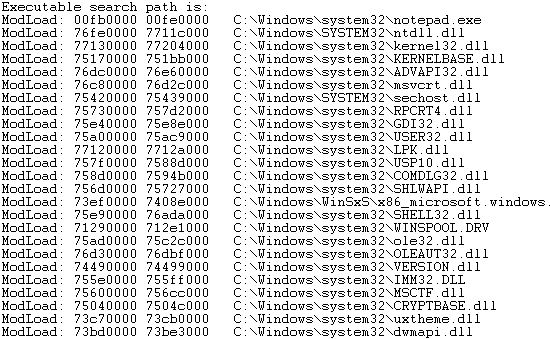 Executable search path is:
ModLoad: 00fb0000 00fe0000 C:\Windows\system32\notepad.exe
ModLoad: 76fe0000 7711c000 C:\Windows\SYSTEM32\ntdll.dll
ModLoad: 77130000 77204000 C:\Windows\system32\kernel32.dll
ModLoad: 75170000 751bb000 C:\Windows\system32\KERNELBASE.dll
ModLoad: 76dc0000 76e60000 C:\Windows\system32\ADVAPI32.dll
ModLoad: 76c80000 76d2c000 C:\Windows\system32\msvcrt.dll
ModLoad: 75420000 75439000 C:\Windows\SYSTEM32\sechost.dll
ModLoad: 75730000 757d2000 C:\Windows\system32\RPCRT4.dll
ModLoad: 75e40000 75e8e000 C:\Windows\system32\GDI32.dll
ModLoad: 75a00000 75ac9000 C:\Windows\system32\USER32.dll
ModLoad: 77120000 7712a000 C:\Windows\system32\LPK.dll
ModLoad: 757f0000 7588d000 C:\Windows\system32\USP10.dll
ModLoad: 758d0000 7594b000 C:\Windows\system32\COMDLG32.dll
ModLoad: 756d0000 75727000 C:\Windows\system32\SHLWAPI.dll
ModLoad: 73ef0000 7408e000 C:\Windows\WinSxS\x86_microsoft.windows.
ModLoad: 75e90000 76ada000 C:\Windows\system32\SHELL32.dll
ModLoad: 71290000 712e1000 C:\Windows\system32\WINSPOOL.DRV
ModLoad: 75ad0000 75c2c000 C:\Windows\system32\ole32.dll
ModLoad: 76d30000 76dbf000 C:\Windows\system32\OLEAUT32.dll
ModLoad: 74490000 74499000 C:\Windows\system32\VERSION.dll
ModLoad: 755e0000 755ff000 C:\Windows\system32\IMM32.DLL
ModLoad: 75600000 756cc000 C:\Windows\system32\MSCTF.dll
ModLoad: 75040000 7504c000 C:\Windows\system32\CRYPTBASE.dll
ModLoad: 73c70000 73cb0000 C:\Windows\system32\uxtheme.dll
ModLoad: 73bd0000 73be3000 C:\Windows\system32\dwmapi.dll